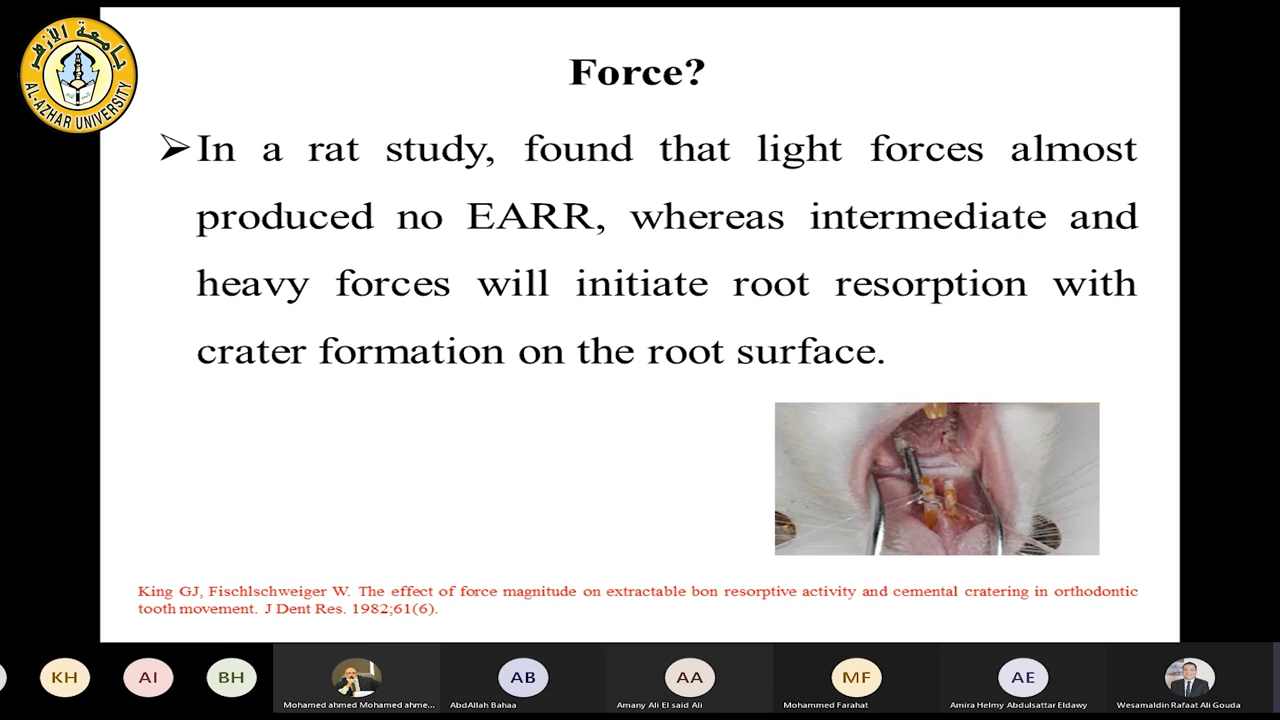 جامعة الأزهر
AL-AZHAR UNIVERSITY
Force?
➢In a rat study, found that light forces almost
produced no EARR, whereas intermediate and
heavy forces will initiate root resorption with
crater formation on the root surface.
King GJ, Fischlschweiger W. The effect of force magnitude on extractable bon resorptive activity and cemental cratering in orthodontic
tooth movement. J Dent Res. 1982;61(6).
KH AI BH AB AA MF AE
Mohamed ahmed Mohamed ahme... AbdAllah Bahaa Amany Ali El said Ali Mohammed Farahat Amira Helmy Abdulsattar Eldawy Wesamaldin Rafaat Ali Gouda